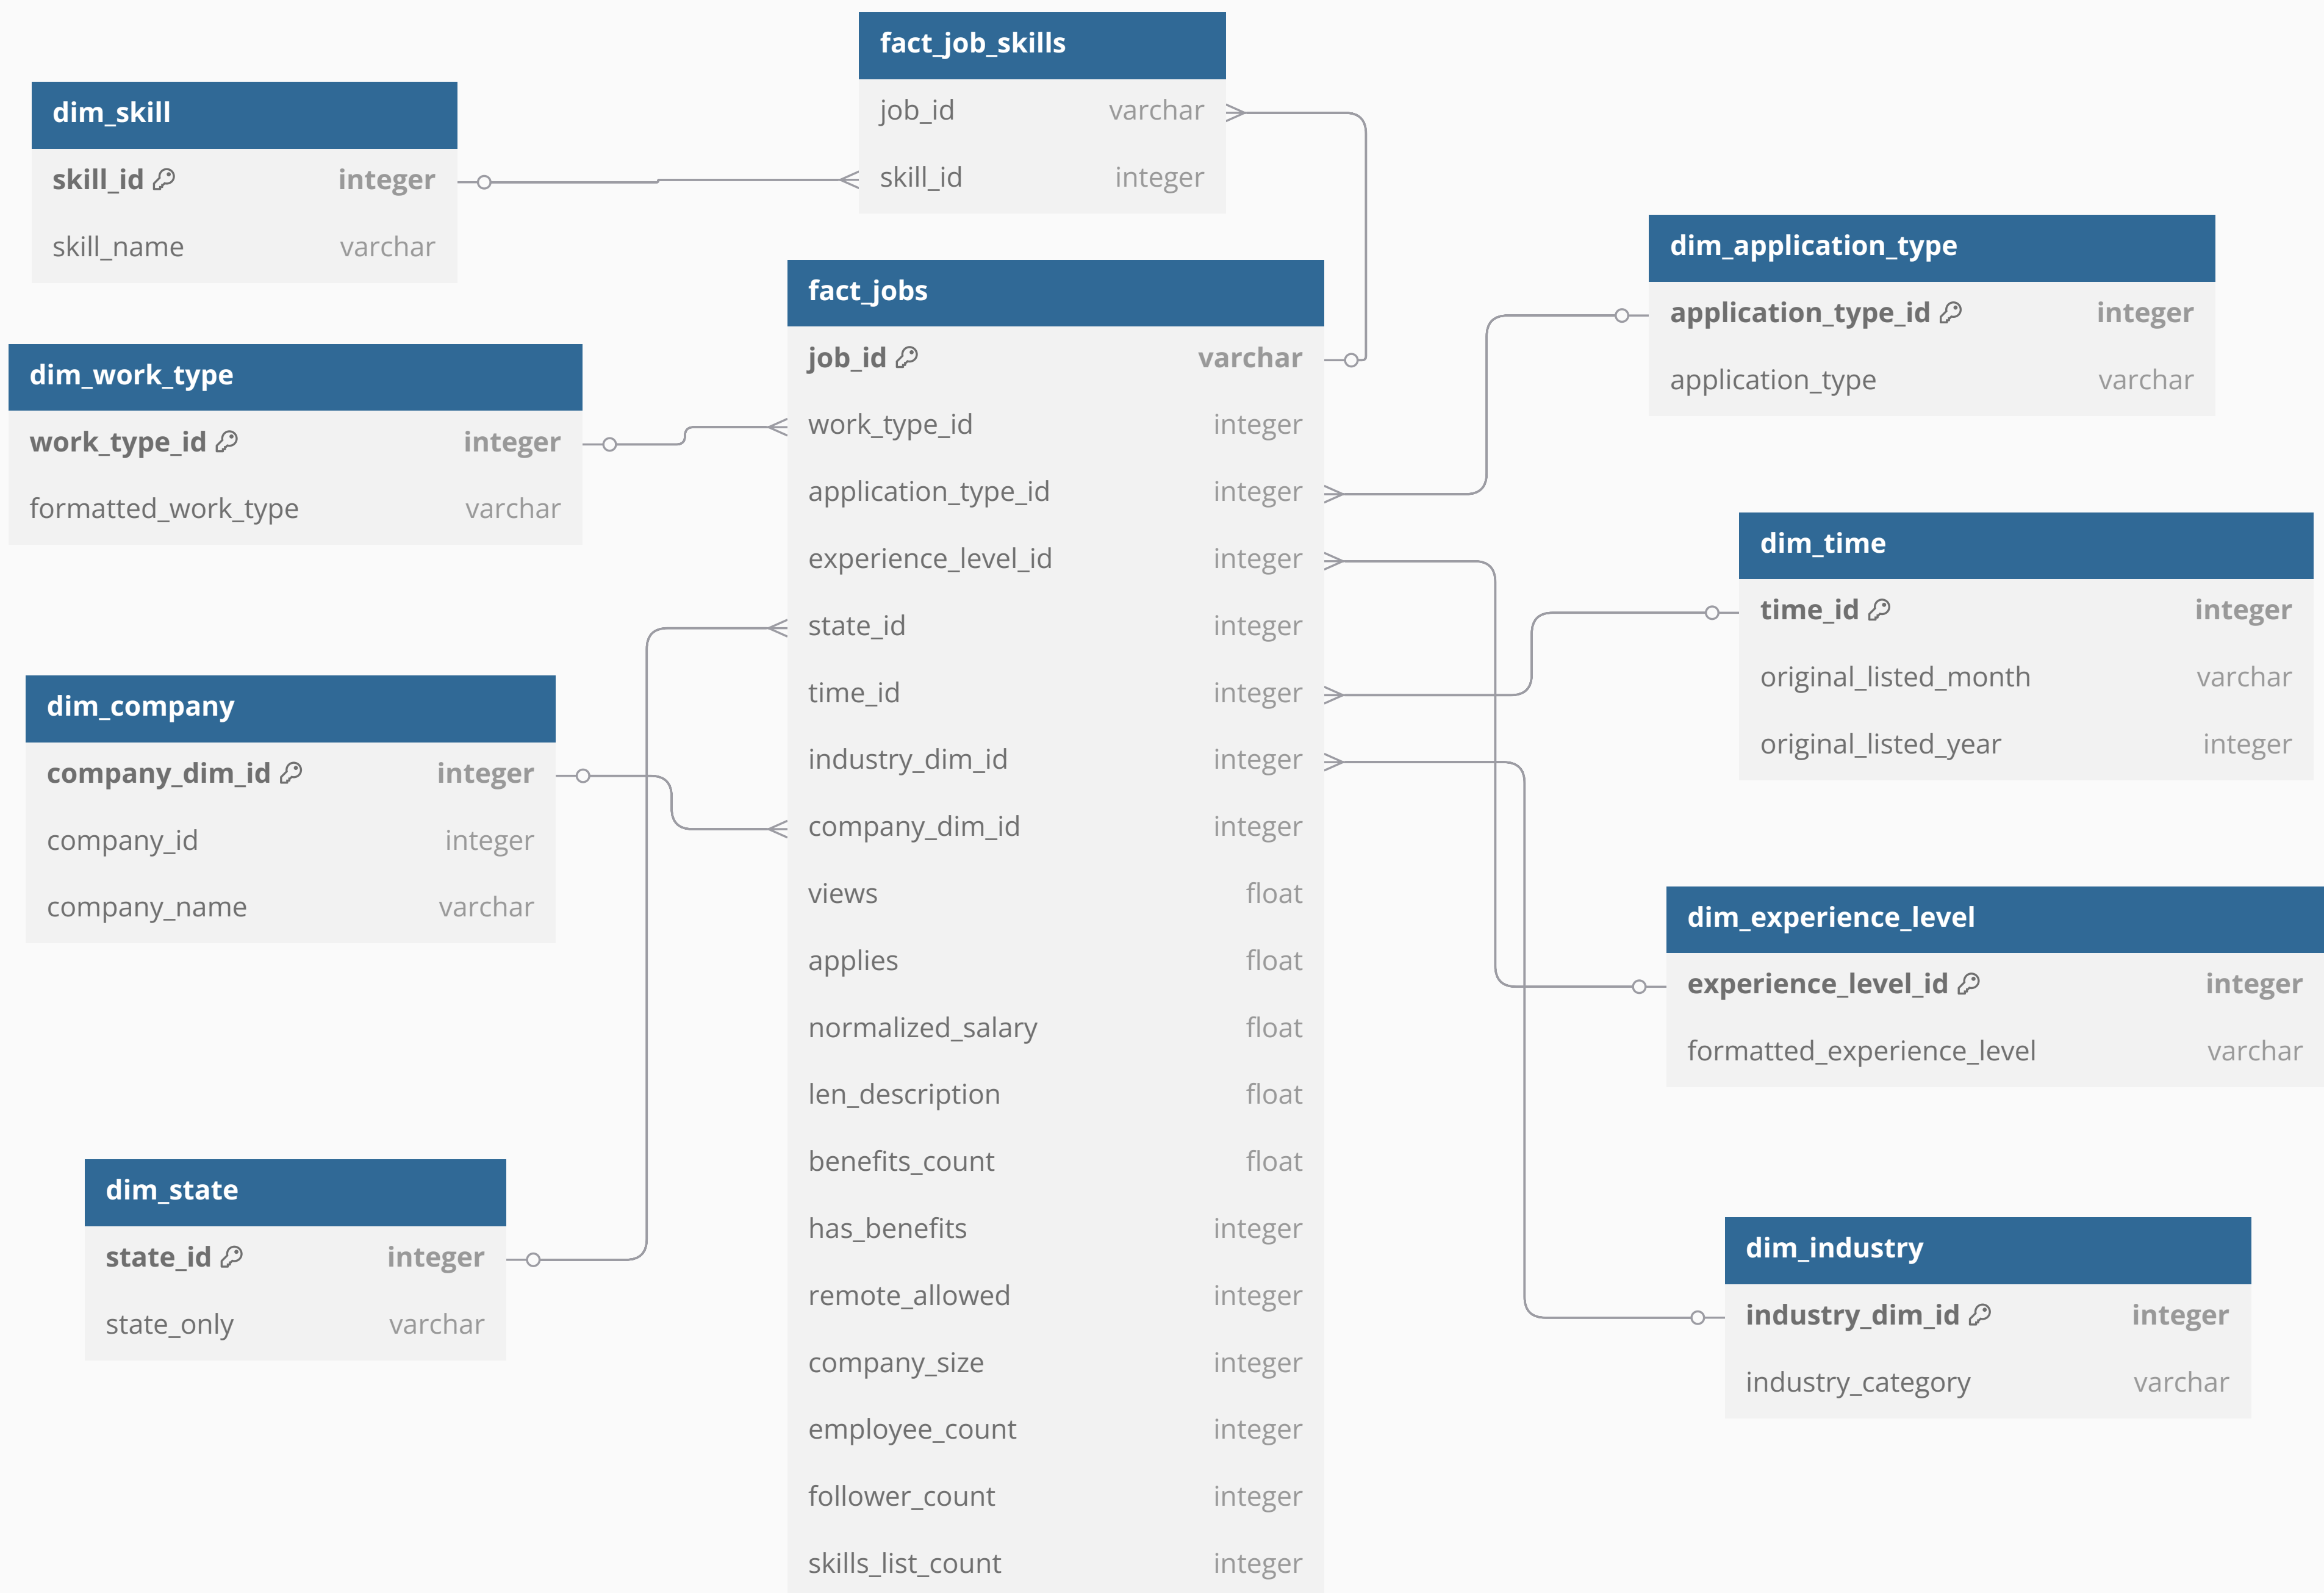 fact_job_skills
job_id varchar
skill_id integer
dim_skill
skill_id integer
skill_name varchar
dim_application_type
application_type_id integer
application_type varchar
fact_jobs
job_id varchar
work_type_id integer
application_type_id integer
experience_level_id integer
state_id integer
time_id integer
industry_dim_id integer
company_dim_id integer
views float
applies float
normalized_salary float
len_description float
benefits_count float
has_benefits integer
remote_allowed integer
company_size integer
employee_count integer
follower_count integer
skills_list_count integer
dim_work_type
work_type_id integer
formatted_work_type varchar
dim_time
time_id integer
original_listed_month varchar
original_listed_year integer
dim_company
company_dim_id integer
company_id integer
company_name varchar
dim_experience_level
experience_level_id integer
formatted_experience_level varchar
dim_state
state_id integer
state_only varchar
dim_industry
industry_dim_id integer
industry_category varchar